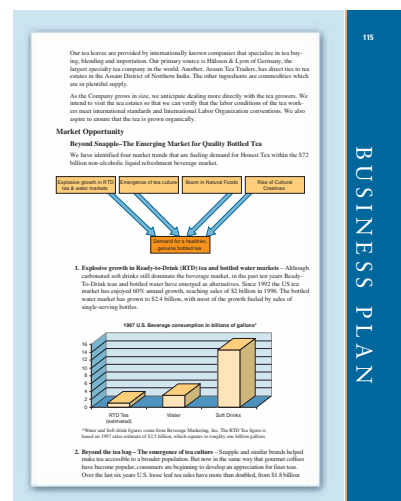 115
BUSINESS PLAN
Our tea leaves are provided by internationally known companies that specialize in tea buy-
ing, blending and importation. Our primary source is Hälssen & Lyon of Germany, the
largest specialty tea company in the world. Another, Assam Tea Traders, has direct ties to tea
estates in the Assam District of Northern India. The other ingredients are commodities which
are in plentiful supply.
As the Company grows in size, we anticipate dealing more directly with the tea growers. We
intend to visit the tea estates so that we can verify that the labor conditions of the tea work-
ers meet international standards and International Labor Organization conventions. We also
aspire to ensure that the tea is grown organically.
Market Opportunity
Beyond Snapple–The Emerging Market for Quality Bottled Tea
We have identified four market trends that are fueling demand for Honest Tea within the $72
billion non-alcoholic liquid refreshment beverage market.
Explosive growth in RTD
tea & water markets
Emergence of tea culture
Boom in Natural Foods
Rise of Cultural
Creatives
Demand for a healthier,
genuine bottled tea
1. Explosive growth in Ready-to-Drink (RTD) tea and bottled water markets – Although
carbonated soft drinks still dominate the beverage market, in the past ten years Ready-
To-Drink teas and bottled water have emerged as alternatives. Since 1992 the US tea
market has enjoyed 60% annual growth, reaching sales of $2 billion in 1996. The bottled
water market has grown to $2.4 billion, with most of the growth fueled by sales of
single-serving bottles.
1997 U.S. Beverage consumption in billions of gallons*
16
14
12
10
8
6
4
2
0
RTD Tea
(estimated)
Water
Soft Drinks
*Water and Soft drink figures come from Beverage Marketing, Inc. The RTD Tea figure is
based on 1997 sales estimate of $2.5 billion, which equates to roughly one billion gallons.
2. Beyond the tea bag – The emergence of tea culture – Snapple and similar brands helped
make tea accessible to a broader population. But now in the same way that gourmet coffees
have become popular, consumers are beginning to develop an appreciation for finer teas.
Over the last six years U.S. loose leaf tea sales have more than doubled, from $1.8 billion